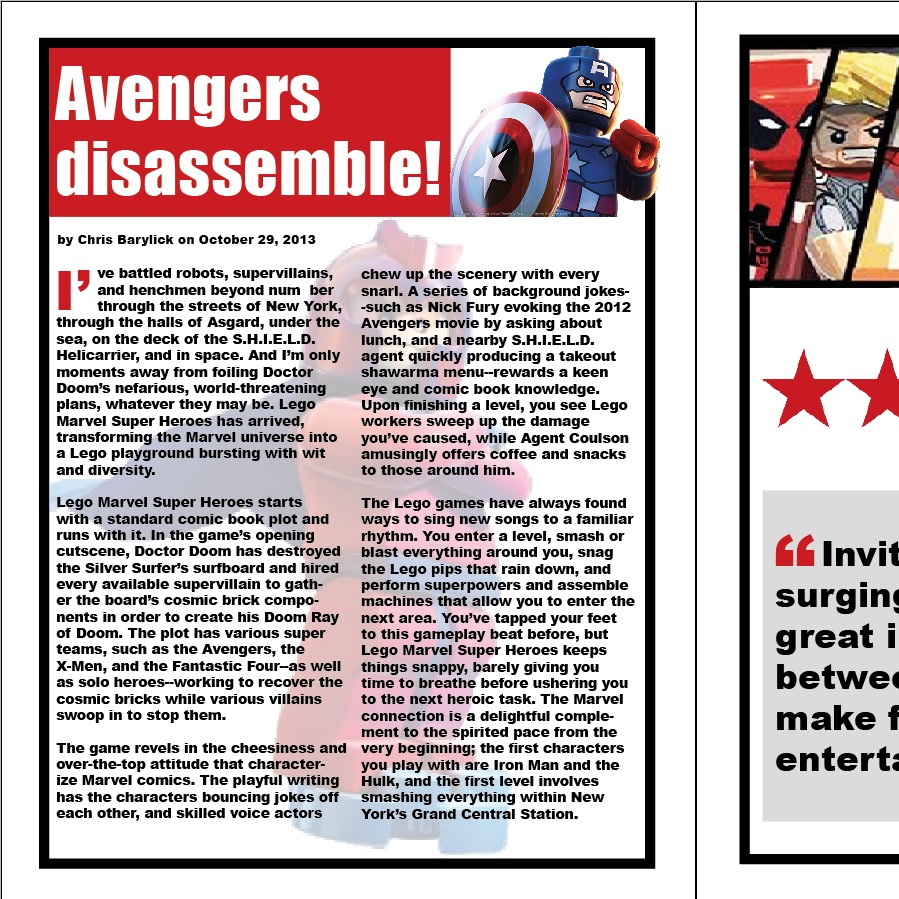 Avengers
disassemble!
by Chris Barylick on October 29, 2013
I’ve battled robots, supervillains,
and henchmen beyond num  ber
through the streets of New York,
through the halls of Asgard, under the
sea, on the deck of the S.H.I.E.L.D.
Helicarrier, and in space. And I’m only
moments away from foiling Doctor
Doom’s nefarious, world-threatening
plans, whatever they may be. Lego
Marvel Super Heroes has arrived,
transforming the Marvel universe into
a Lego playground bursting with wit
and diversity.
Lego Marvel Super Heroes starts
with a standard comic book plot and
runs with it. In the game’s opening
cutscene, Doctor Doom has destroyed
the Silver Surfer’s surfboard and hired
every available supervillain to gath-
er the board’s cosmic brick compo-
nents in order to create his Doom Ray
of Doom. The plot has various super
teams, such as the Avengers, the
X-Men, and the Fantastic Four--as well
as solo heroes--working to recover the
cosmic bricks while various villains
swoop in to stop them.
The game revels in the cheesiness and
over-the-top attitude that character-
ize Marvel comics. The playful writing
has the characters bouncing jokes off
each other, and skilled voice actors
chew up the scenery with every
snarl. A series of background jokes-
-such as Nick Fury evoking the 2012
Avengers movie by asking about
lunch, and a nearby S.H.I.E.L.D.
agent quickly producing a takeout
shawarma menu--rewards a keen
eye and comic book knowledge.
Upon finishing a level, you see Lego
workers sweep up the damage
you’ve caused, while Agent Coulson
amusingly offers coffee and snacks
to those around him.
The Lego games have always found
ways to sing new songs to a familiar
rhythm. You enter a level, smash or
blast everything around you, snag
the Lego pips that rain down, and
perform superpowers and assemble
machines that allow you to enter the
next area. You’ve tapped your feet
to this gameplay beat before, but
Lego Marvel Super Heroes keeps
things snappy, barely giving you
time to breathe before ushering you
to the next heroic task. The Marvel
connection is a delightful comple-
ment to the spirited pace from the
very beginning; the first characters
you play with are Iron Man and the
Hulk, and the first level involves
smashing everything within New
York’s Grand Central Station.
“Invit
surging
great i
betwee
make f
enterta